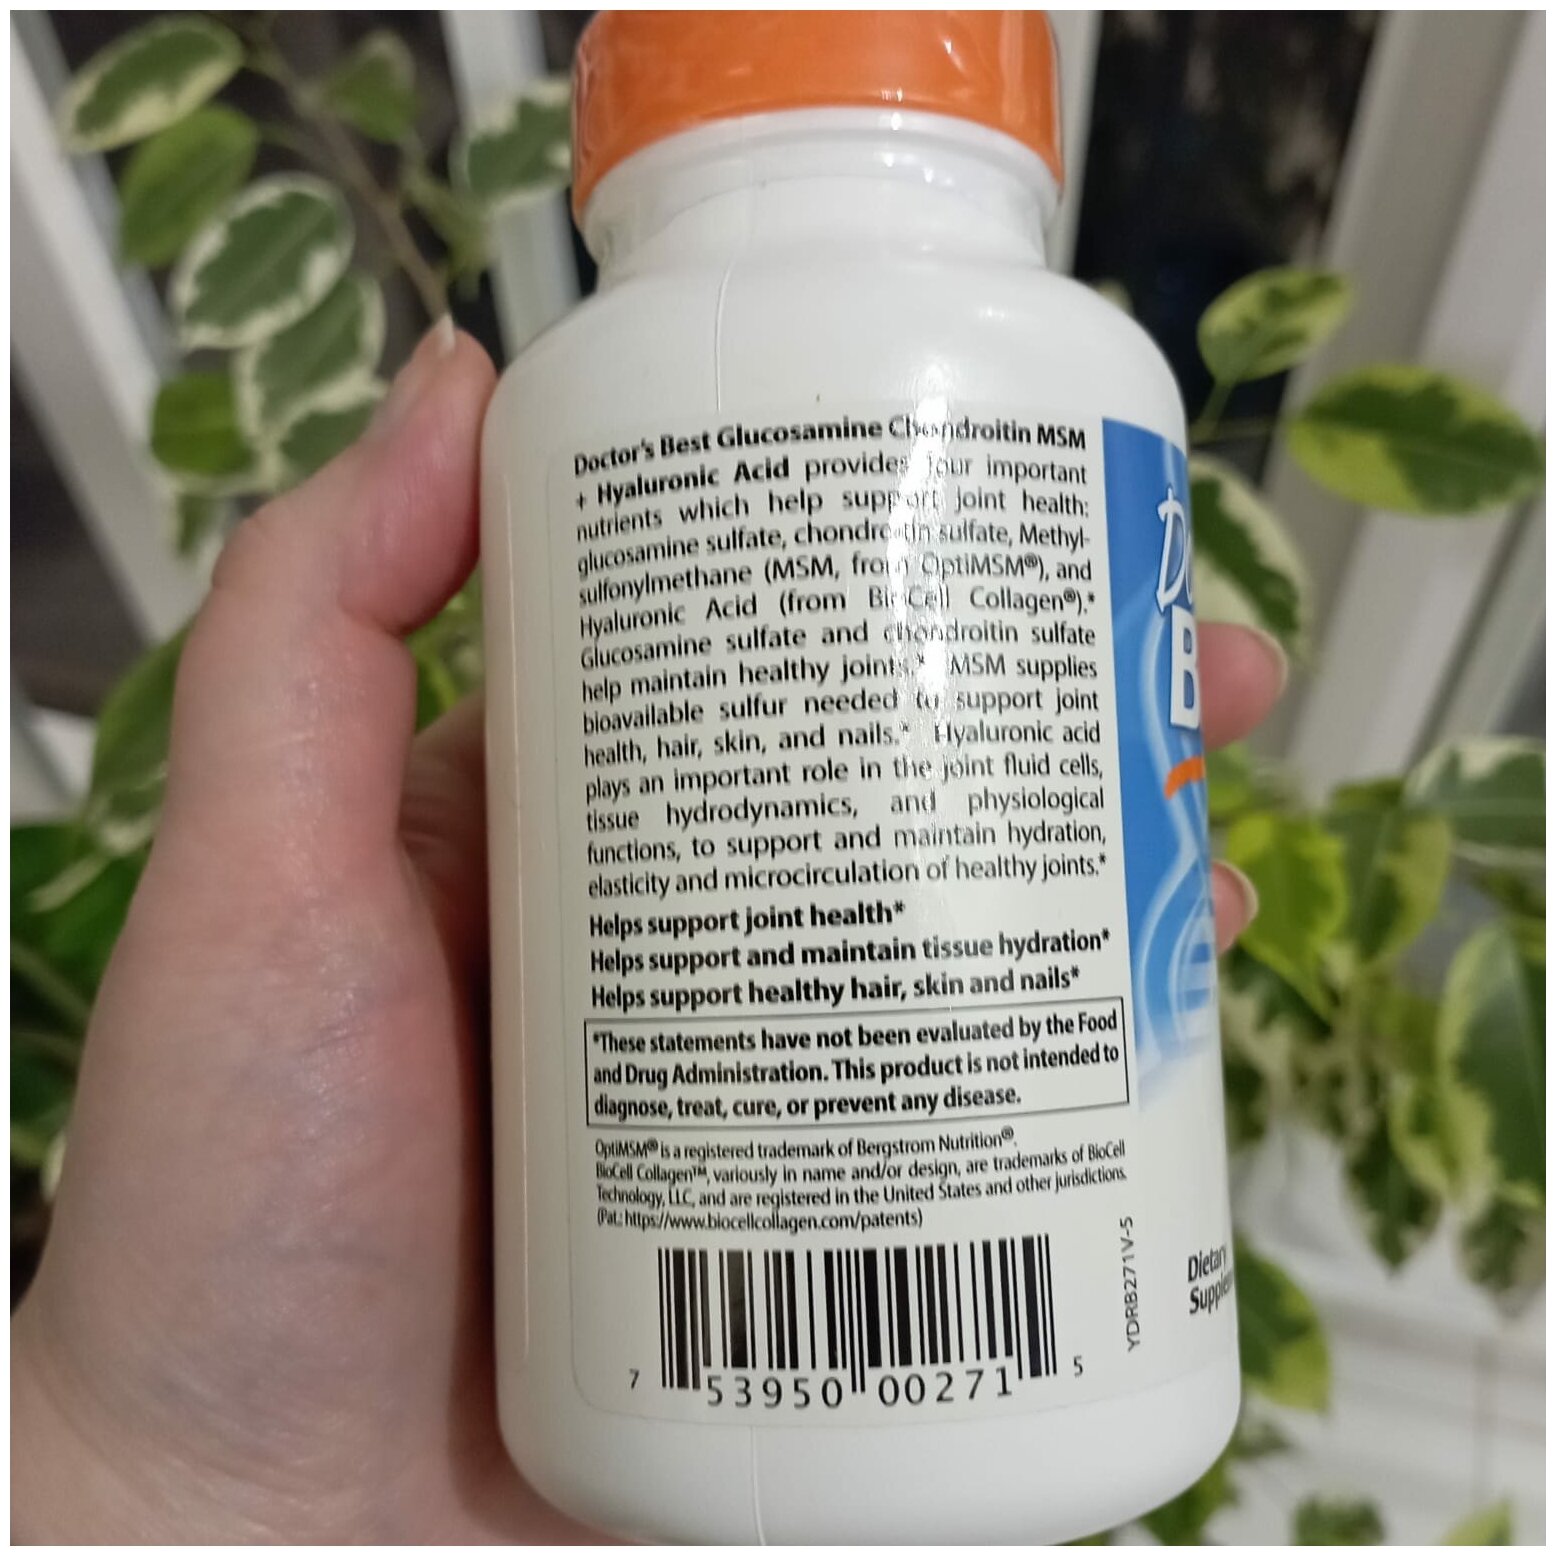 Doctor's Best Glucosamine Chondroitin MSM
+ Hyaluronic Acid provides four important
nutrients which help support joint health:
glucosamine sulfate, chondroitin sulfate, Methyl-
sulfonylmethane (MSM, from OptiMSM®), and
Hyaluronic Acid (from BioCell Collagen®).*
Glucosamine sulfate and chondroitin sulfate
help maintain healthy joints.* MSM supplies
bioavailable sulfur needed to support joint
health, hair, skin, and nails.* Hyaluronic acid
plays an important role in the joint fluid cells,
tissue hydrodynamics, and physiological
functions, to support and maintain hydration,
elasticity and microcirculation of healthy joints.*
Helps support joint health*
Helps support and maintain tissue hydration*
Helps support healthy hair, skin and nails*
*These statements have not been evaluated by the Food
and Drug Administration. This product is not intended to
diagnose, treat, cure, or prevent any disease.
OptiMSM® is a registered trademark of Bergstrom Nutrition®.
BioCell Collagen™, variously in name and/or design, are trademarks of BioCell
Technology, LLC, and are registered in the United States and other jurisdictions.
(Pat.: https://www.biocellcollagen.com/patents)
7 53950 00271 5
YDRB271V-5
Dietary